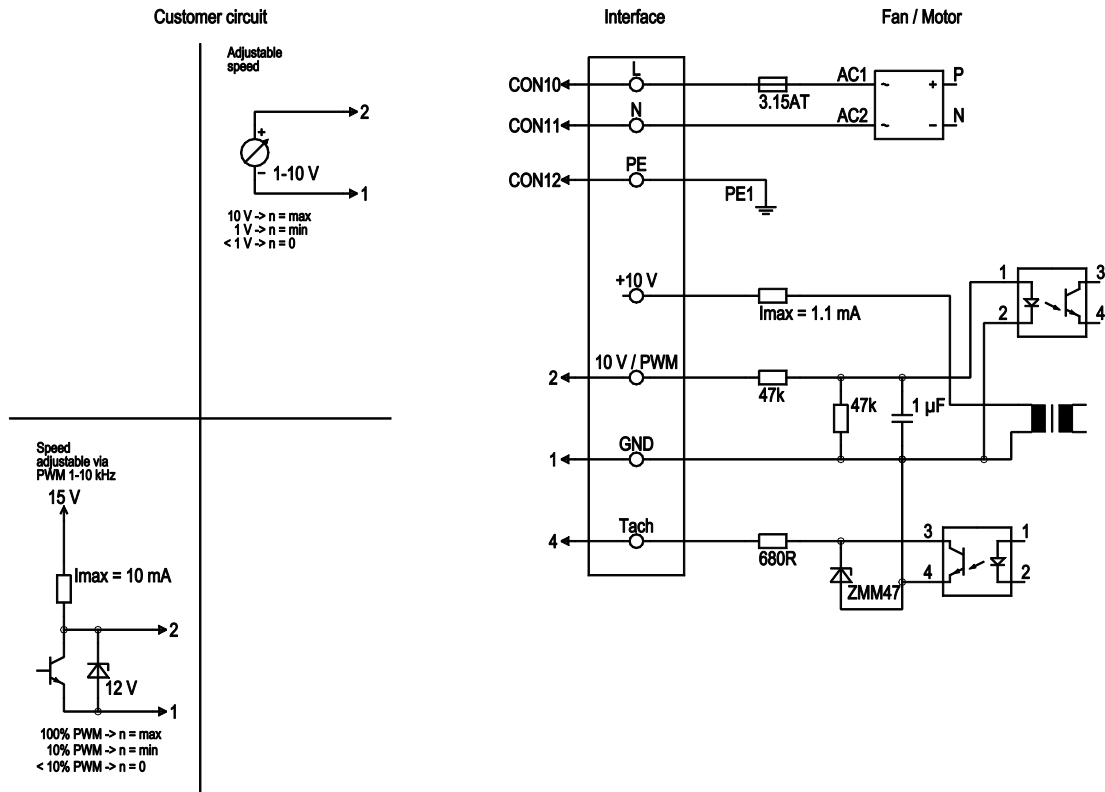 Customer circuit
Interface
Fan / Motor
Adjustable
speed
2
+
– 1-10 V
1
10 V -> n = max
1 V -> n = min
< 1 V -> n = 0
Speed
adjustable via
PWM 1-10 kHz
15 V
Imax = 10 mA
2
12 V
1
100% PWM -> n = max
10% PWM -> n = min
< 10% PWM -> n = 0
L
CON10
3.15AT
AC1
~ + P
N
CON11
AC2
~ – N
PE
CON12
PE1
+10 V
Imax = 1.1 mA
1
3
2
4
10 V / PWM
2
47k
47k
1 µF
GND
1
Tach
4
680R
3
1
4
2
ZMM47